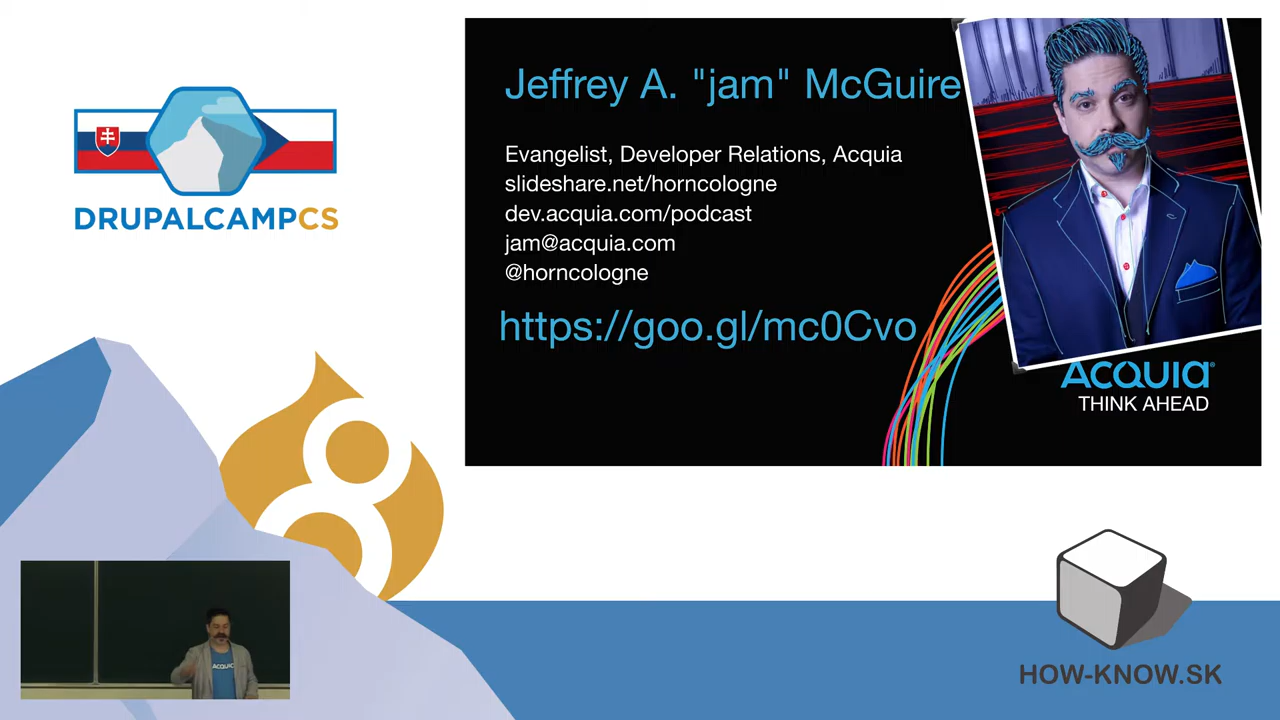 DRUPALCAMPCS
Jeffrey A. "jam" McGuire
Evangelist, Developer Relations, Acquia
slideshare.net/horncologne
dev.acquia.com/podcast
jam@acquia.com
@horncologne
https://goo.gl/mc0Cvo
ACQUIA®
THINK AHEAD
ACQUIA
HOW-KNOW.SK